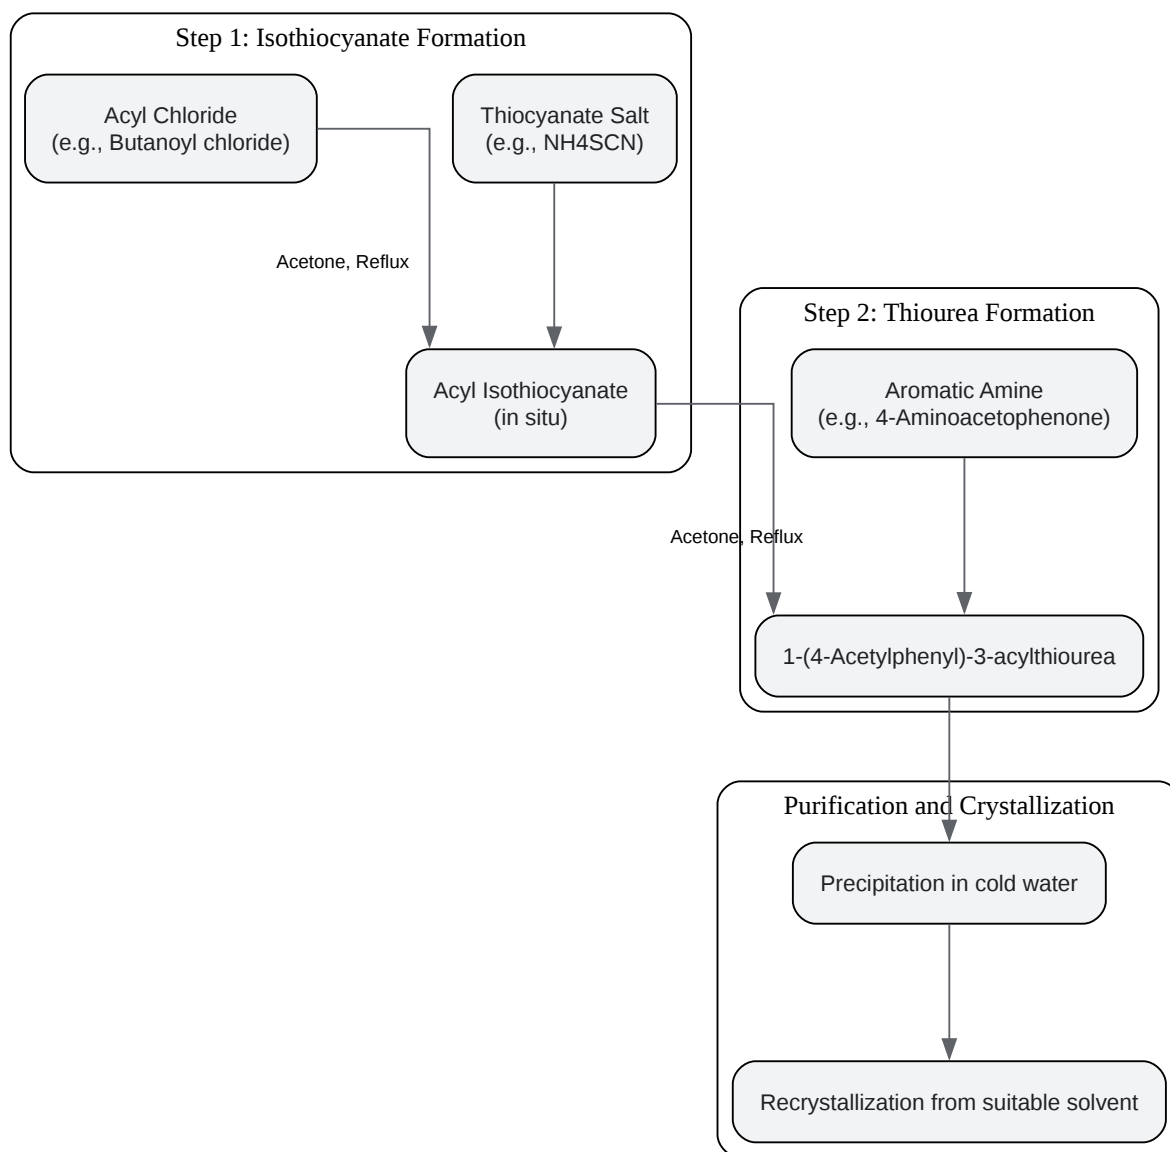 Step 1: Isothiocyanate Formation
Acyl Chloride
(e.g., Butanoyl chloride)
Thiocyanate Salt
(e.g., NH4SCN)
Acetone, Reflux
Acyl Isothiocyanate
(in situ)
Step 2: Thiourea Formation
Aromatic Amine
(e.g., 4-Aminoacetophenone)
Acetone, Reflux
1-(4-Acetylphenyl)-3-acylthiourea
Purification and Crystallization
Precipitation in cold water
Recrystallization from suitable solvent